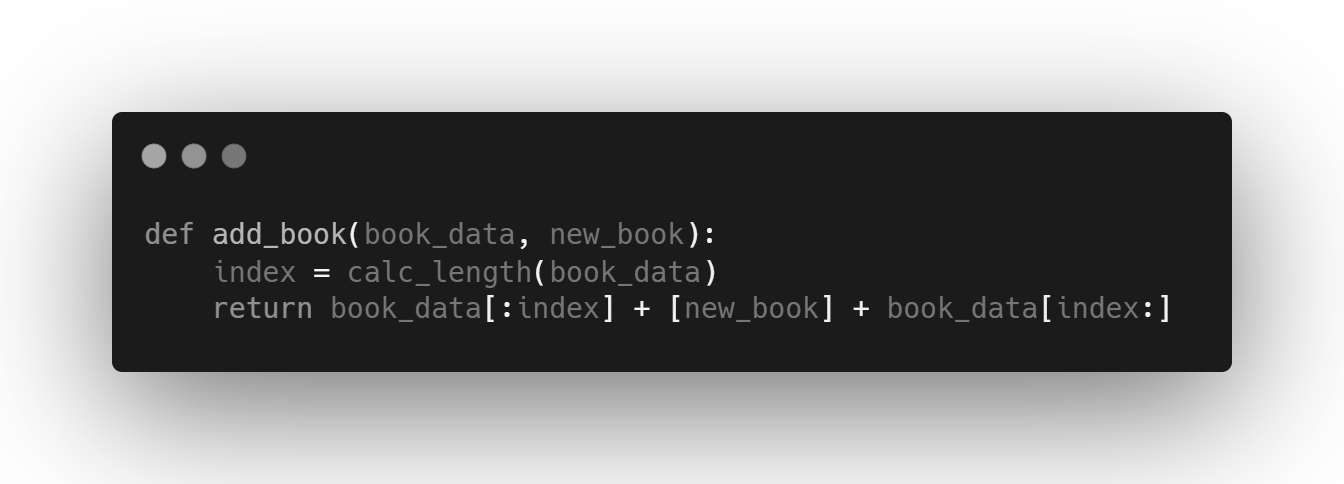 def add_book(book_data, new_book):
    index = calc_length(book_data)
    return book_data[:index] + [new_book] + book_data[index:]